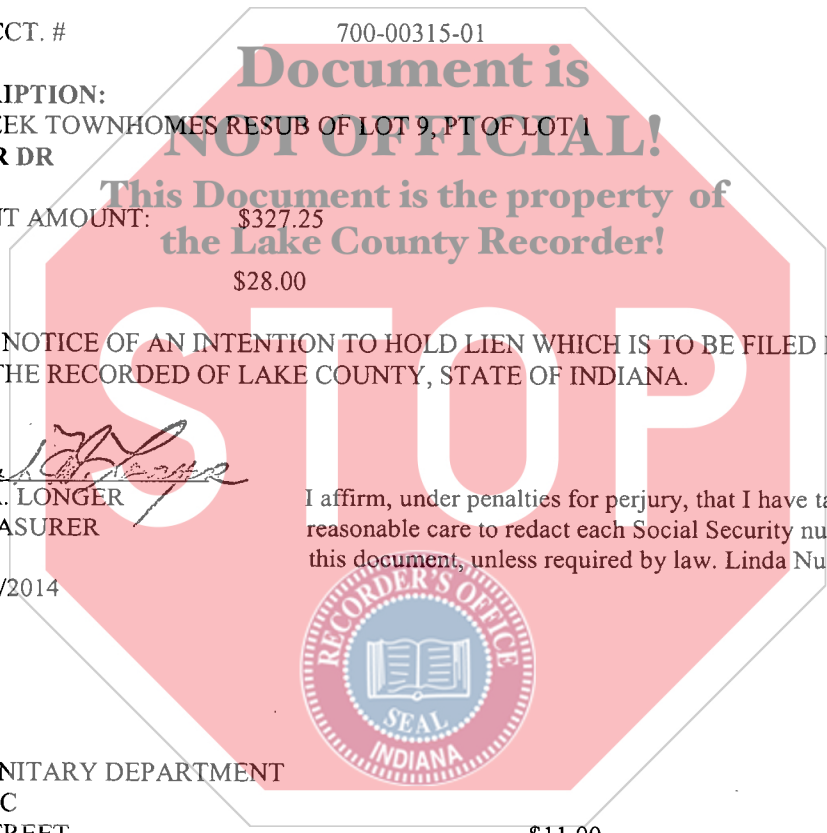 CCT. # 700-00315-01
Document is
RIPTION:
EEK TOWNHOMES RESUB OF LOT 9, PT OF LOT 1
NOT OFFICIAL!
R DR
This Document is the property of
NT AMOUNT: $327.25
the Lake County Recorder!
$28.00
NOTICE OF AN INTENTION TO HOLD LIEN WHICH IS TO BE FILED
THE RECORDED OF LAKE COUNTY, STATE OF INDIANA.
STOP
. LONGER I affirm, under penalties for perjury, that I have ta
ASURER reasonable care to redact each Social Security nu
this document, unless required by law. Linda Nu
/2014
RECORDER'S OFFICE
SEAL
INDIANA
NITARY DEPARTMENT
C
TREET $11.00